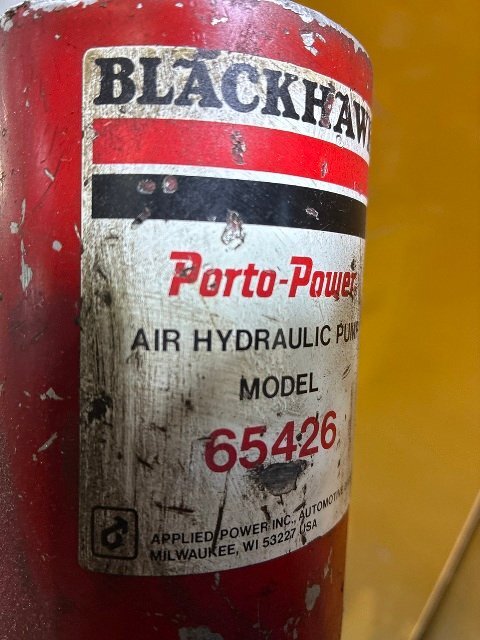 BLACKHAW
Porto-Power
AIR HYDRAULIC PUMP
MODEL
65426
APPLIED POWER INC., AUTOMOTIVE
MILWAUKEE, WI 53227 USA